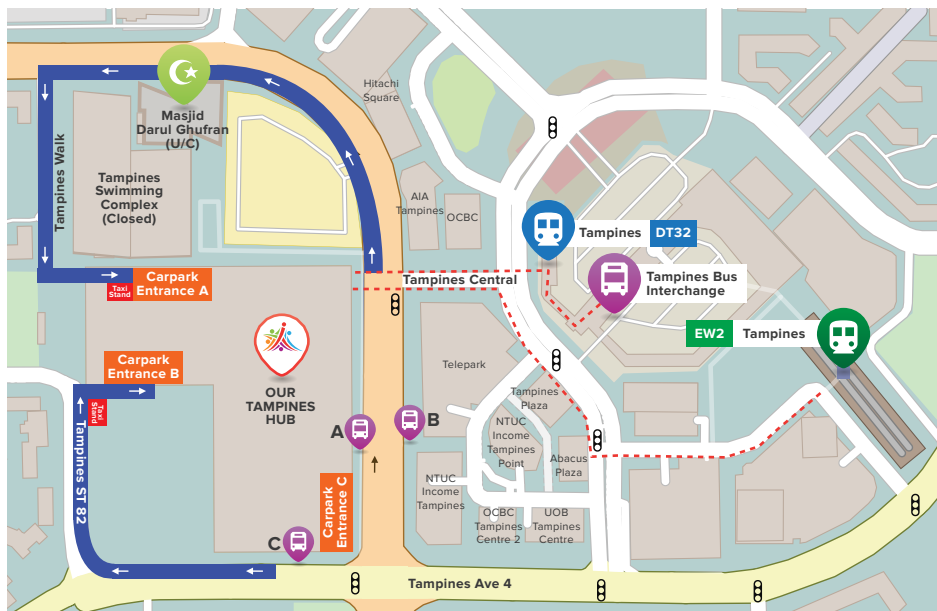 Hitachi
Square
Masjid
Darul Ghufran
(U/C)
Tampines Walk
Tampines
Swimming
Complex
(Closed)
AIA
Tampines
OCBC
Tampines
DT32
Tampines Central
Tampines Bus
Interchange
Taxi
Stand
Carpark
Entrance A
EW2
Tampines
Carpark
Entrance B
Taxi
Stand
Telepark
OUR
TAMPINES
HUB
Tampines
Plaza
A
B
NTUC
Income
Tampines
Point
Abacus
Plaza
Tampines ST 82
Carpark
Entrance C
NTUC
Income
Tampines
OCBC
Tampines
Centre 2
UOB
Tampines
Centre
C
Tampines Ave 4